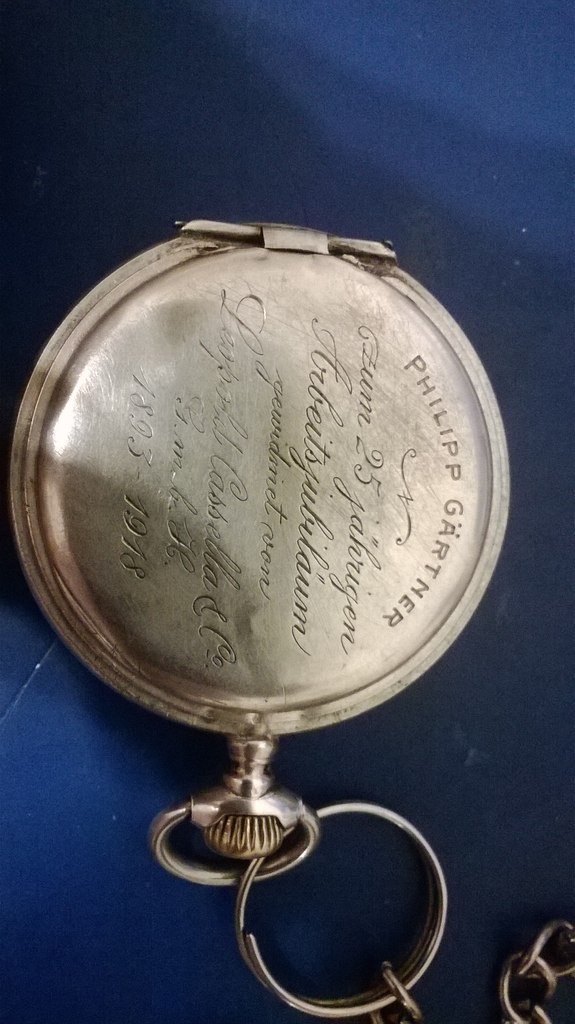 PHILIPP GÄRTNER
Zum 25 jährigen
Arbeitsjubiläum
gewidmet von
Leopold Cassella & Co.
G.m.b.H.
1893-1918